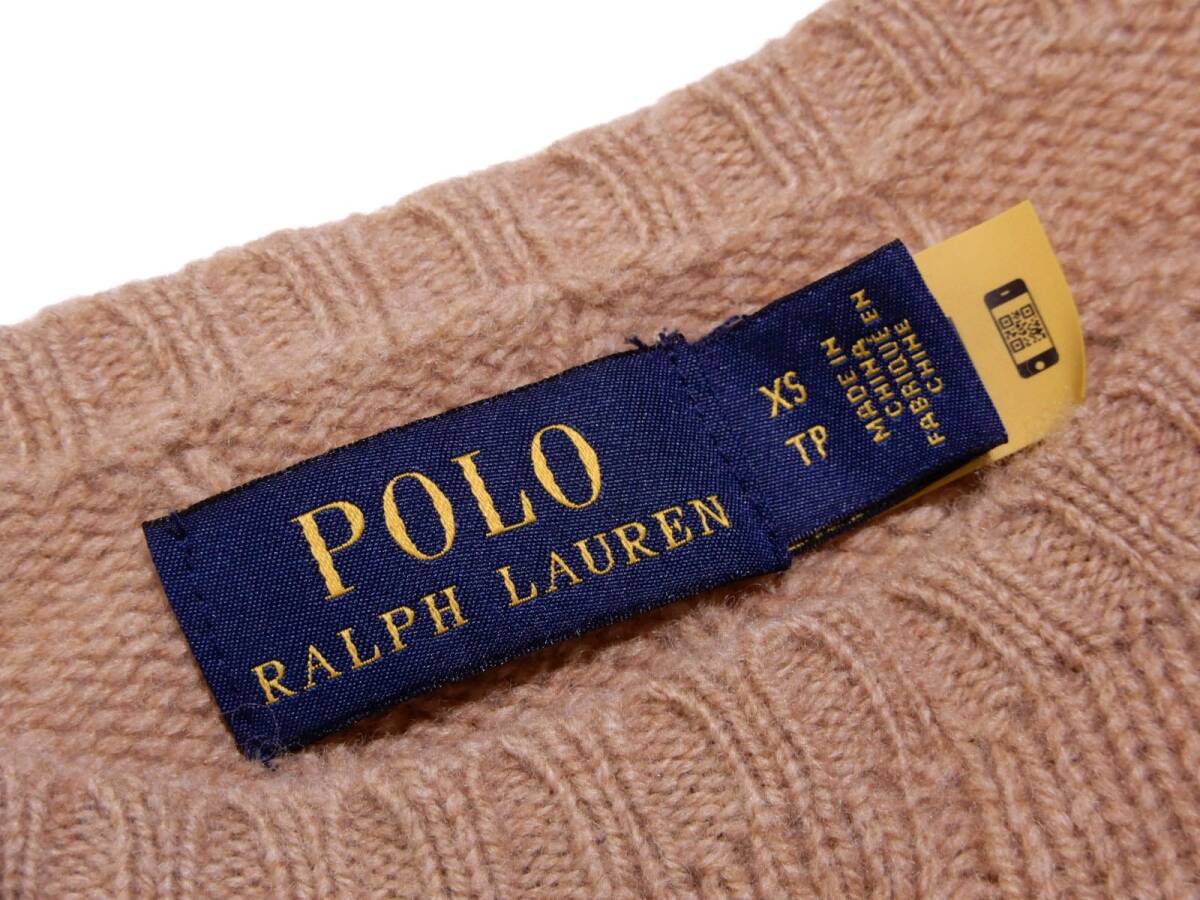 POLO
RALPH LAUREN
XS
TP
MADE IN
CHINA
FABRIQUE EN
CHINE